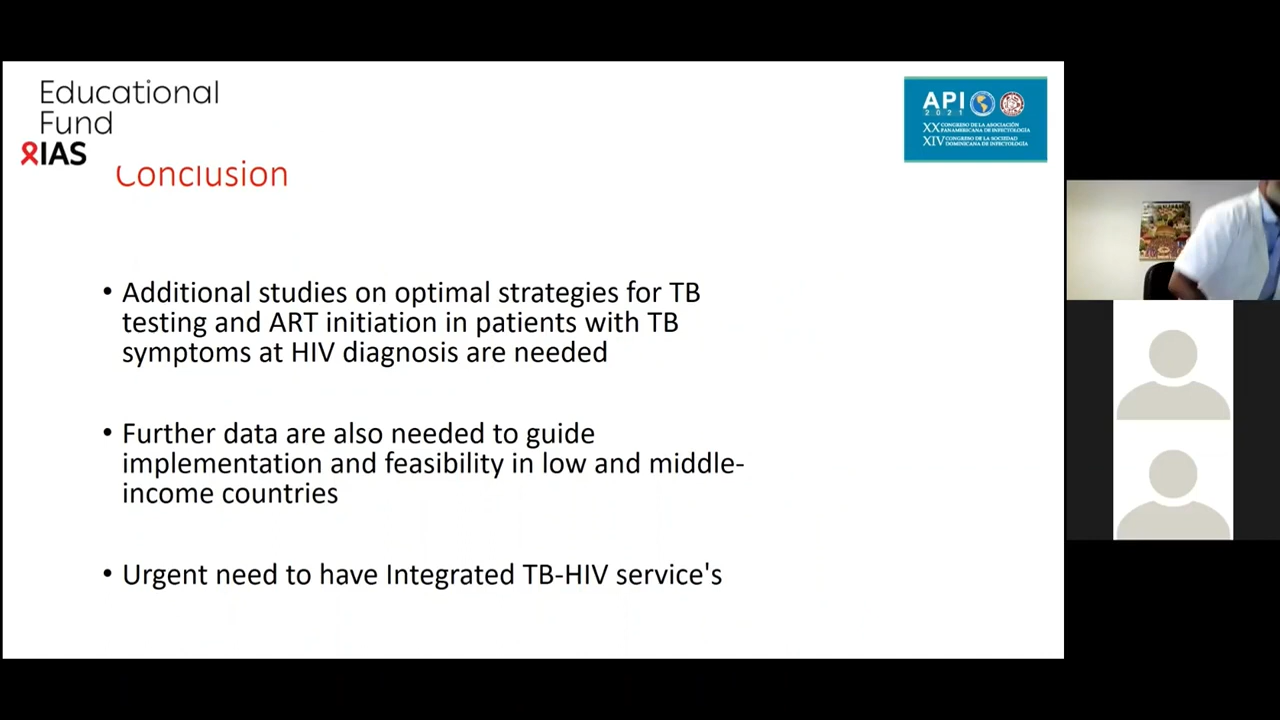 Educational
Fund
IAS
Conclusion
API
2021
XX CONGRESO DE LA ASOCIACIÓN
PANAMERICANA DE INFECTOLOGÍA
XIV CONGRESO DE LA SOCIEDAD
DOMINICANA DE INFECTOLOGÍA
• Additional studies on optimal strategies for TB
testing and ART initiation in patients with TB
symptoms at HIV diagnosis are needed
• Further data are also needed to guide
implementation and feasibility in low and middle-
income countries
• Urgent need to have Integrated TB-HIV service's